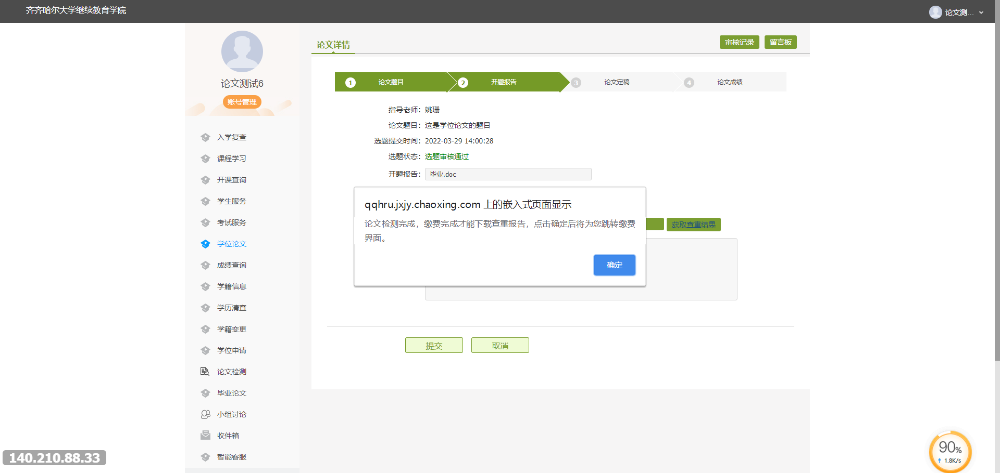 齐齐哈尔大学继续教育学院
论文测...
论文测试6
账号管理
入学复查
课程学习
开课查询
学生服务
考试服务
学位论文
成绩查询
学籍信息
学历清查
学籍变更
学位申请
论文检测
毕业论文
小组讨论
收件箱
智能客服
论文详情
审核记录
留言板
1 论文题目
2 开题报告
3 论文定稿
4 论文成绩
指导老师: 姚珊
论文题目: 这是学位论文的题目
选题提交时间: 2022-03-29 14:00:28
选题状态: 选题审核通过
开题报告: 毕业.doc
qqhru.jxjy.chaoxing.com 上的嵌入式页面显示
论文检测完成，缴费完成才能下载查重报告，点击确定后将为您跳转缴费
界面。
确定
获取查重结果
提交
取消
140.210.88.33
90%
1.8K/s